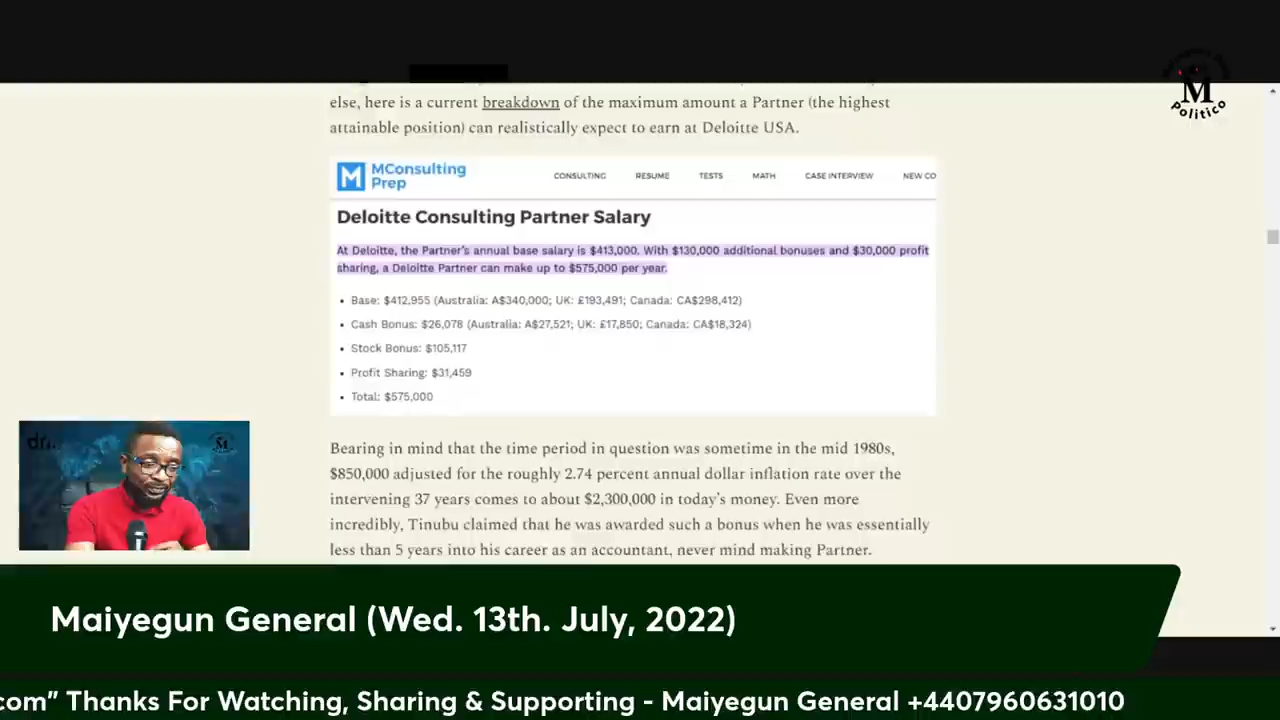 M
Politico
else, here is a current breakdown of the maximum amount a Partner (the highest
attainable position) can realistically expect to earn at Deloitte USA.
M MConsulting
Prep
CONSULTING RESUME TESTS MATH CASE INTERVIEW NEW CO
Deloitte Consulting Partner Salary
At Deloitte, the Partner's annual base salary is $413,000. With $130,000 additional bonuses and $30,000 profit
sharing, a Deloitte Partner can make up to $575,000 per year.
• Base: $412,955 (Australia: A$340,000; UK: £193,491; Canada: CA$298,412)
• Cash Bonus: $26,078 (Australia: A$27,521; UK: £17,850; Canada: CA$18,324)
• Stock Bonus: $105,117
• Profit Sharing: $31,459
• Total: $575,000
Bearing in mind that the time period in question was sometime in the mid 1980s,
$850,000 adjusted for the roughly 2.74 percent annual dollar inflation rate over the
intervening 37 years comes to about $2,300,000 in today's money. Even more
incredibly, Tinubu claimed that he was awarded such a bonus when he was essentially
less than 5 years into his career as an accountant, never mind making Partner.
Maiyegun General (Wed. 13th. July, 2022)
com" Thanks For Watching, Sharing & Supporting - Maiyegun General +4407960631010